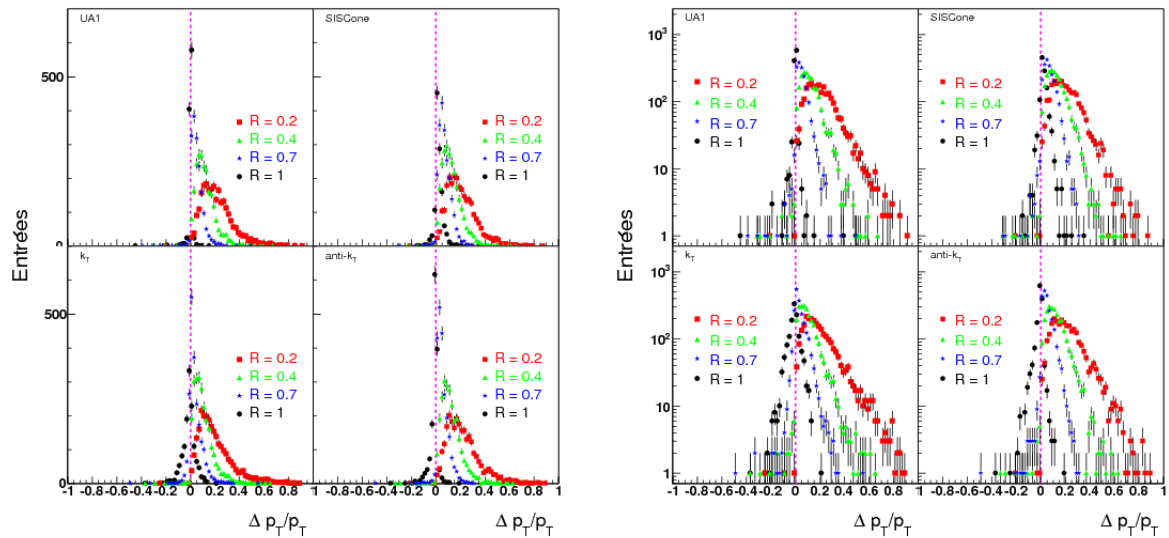 UA1
SISCone
500
R = 0.2
R = 0.4
R = 0.7
R = 1
R = 0.2
R = 0.4
R = 0.7
R = 1
0
Entrées
k_T
anti-k_T
500
R = 0.2
R = 0.4
R = 0.7
R = 1
R = 0.2
R = 0.4
R = 0.7
R = 1
0
-1 -0.8 -0.6 -0.4 -0.2 0 0.2 0.4 0.6 0.8 1
-0.8 -0.6 -0.4 -0.2 0 0.2 0.4 0.6 0.8 1
Δ p_T/p_T
Δ p_T/p_T
UA1
SISCone
10³
10²
10
1
R = 0.2
R = 0.4
R = 0.7
R = 1
R = 0.2
R = 0.4
R = 0.7
R = 1
Entrées
k_T
anti-k_T
10³
10²
10
1
R = 0.2
R = 0.4
R = 0.7
R = 1
R = 0.2
R = 0.4
R = 0.7
R = 1
-1 -0.8 -0.6 -0.4 -0.2 0 0.2 0.4 0.6 0.8 1
-0.8 -0.6 -0.4 -0.2 0 0.2 0.4 0.6 0.8 1
Δ p_T/p_T
Δ p_T/p_T